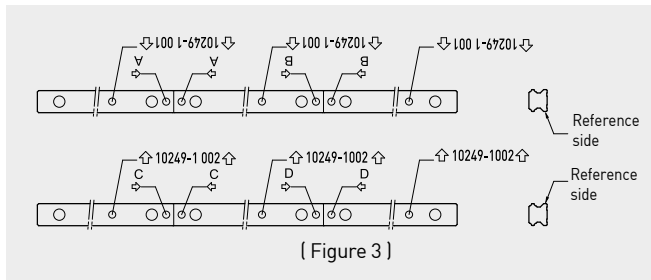 ⇩10249-1 001⇩ ⇩10249-1 001⇩ ⇩10249-1 001⇩
A A B B
Reference
side
⇧10249-1 002⇧ ⇧10249-1002⇧ ⇧10249-1002⇧
C C D D
Reference
side
( Figure 3 )